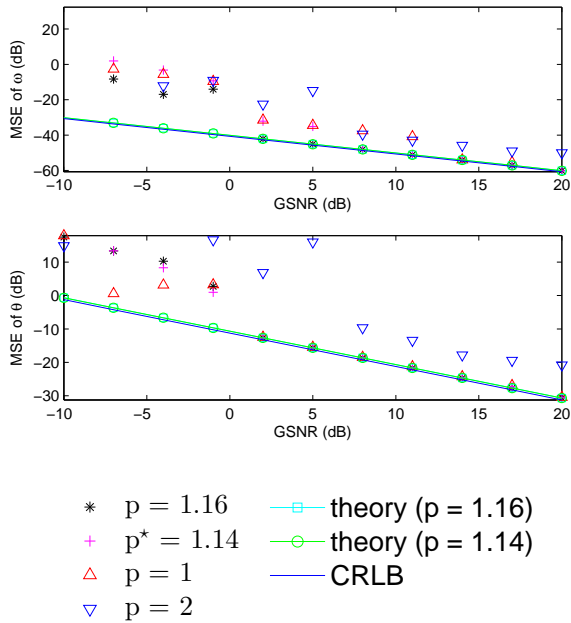 MSE of ω (dB)
0
−20
−40
−60
−10
−5
0
5
10
15
20
GSNR (dB)
MSE of θ (dB)
10
0
−10
−20
−30
−10
−5
0
5
10
15
20
GSNR (dB)
p = 1.16
p⋆ = 1.14
p = 1
p = 2
theory (p = 1.16)
theory (p = 1.14)
CRLB